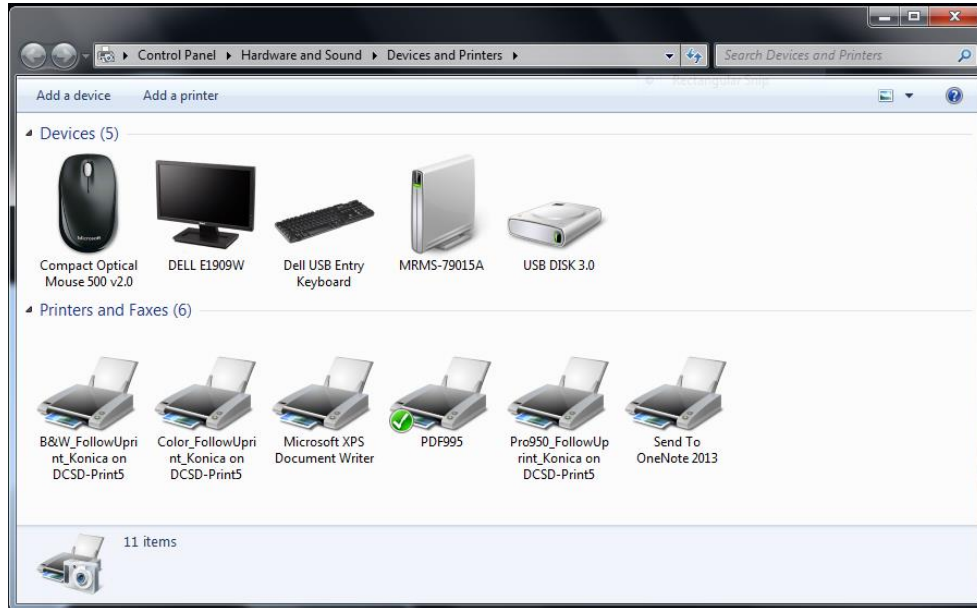 Control Panel ▸ Hardware and Sound ▸ Devices and Printers ▸
Search Devices and Printers
Rectangular Snip
Add a device Add a printer
Devices (5)
Microsoft
Compact Optical
Mouse 500 v2.0
DELL E1909W
Dell USB Entry
Keyboard
MRMS-79015A
USB DISK 3.0
Printers and Faxes (6)
B&W_FollowUpri
nt_Konica on
DCSD-Print5
Color_FollowUpri
nt_Konica on
DCSD-Print5
Microsoft XPS
Document Writer
PDF995
Pro950_FollowUp
rint_Konica on
DCSD-Print5
Send To
OneNote 2013
11 items